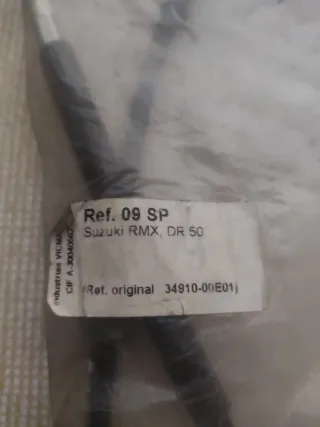 Ref. 09 SP
Suzuki RMX, DR 50
(Ref. original 34910-00E01)